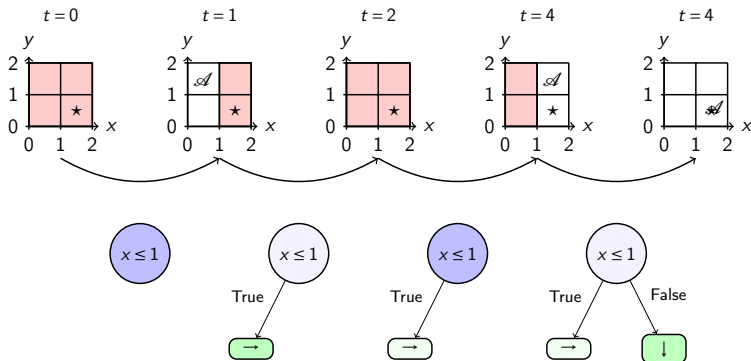 t = 0 t = 1 t = 2 t = 4 t = 4
y y y y y
2 2 2 2 2
𝒜 𝒜
1 1 1 1 1
★ ★ ★ ★ 𝒜
0 x 0 x 0 x 0 x 0 x
0 1 2 0 1 2 0 1 2 0 1 2 0 1 2
x ≤ 1 x ≤ 1 x ≤ 1 x ≤ 1
True True True False
→ → → ↓